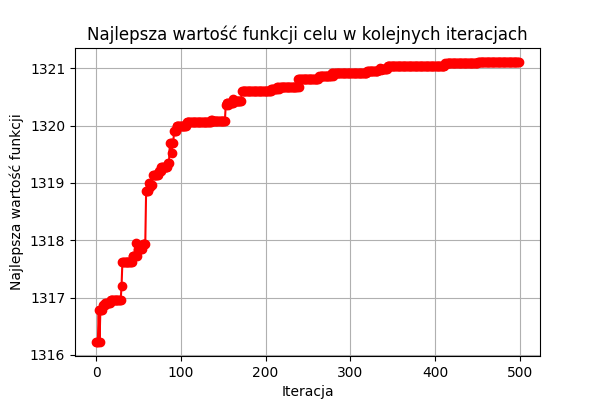 Najlepsza wartość funkcji celu w kolejnych iteracjach
Najlepsza wartość funkcji
1321
1320
1319
1318
1317
1316
0 100 200 300 400 500
Iteracja